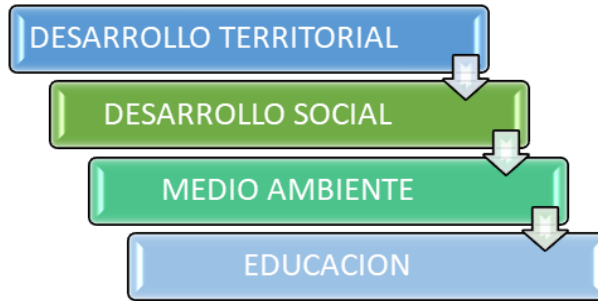 DESARROLLO TERRITORIAL
DESARROLLO SOCIAL
MEDIO AMBIENTE
EDUCACION